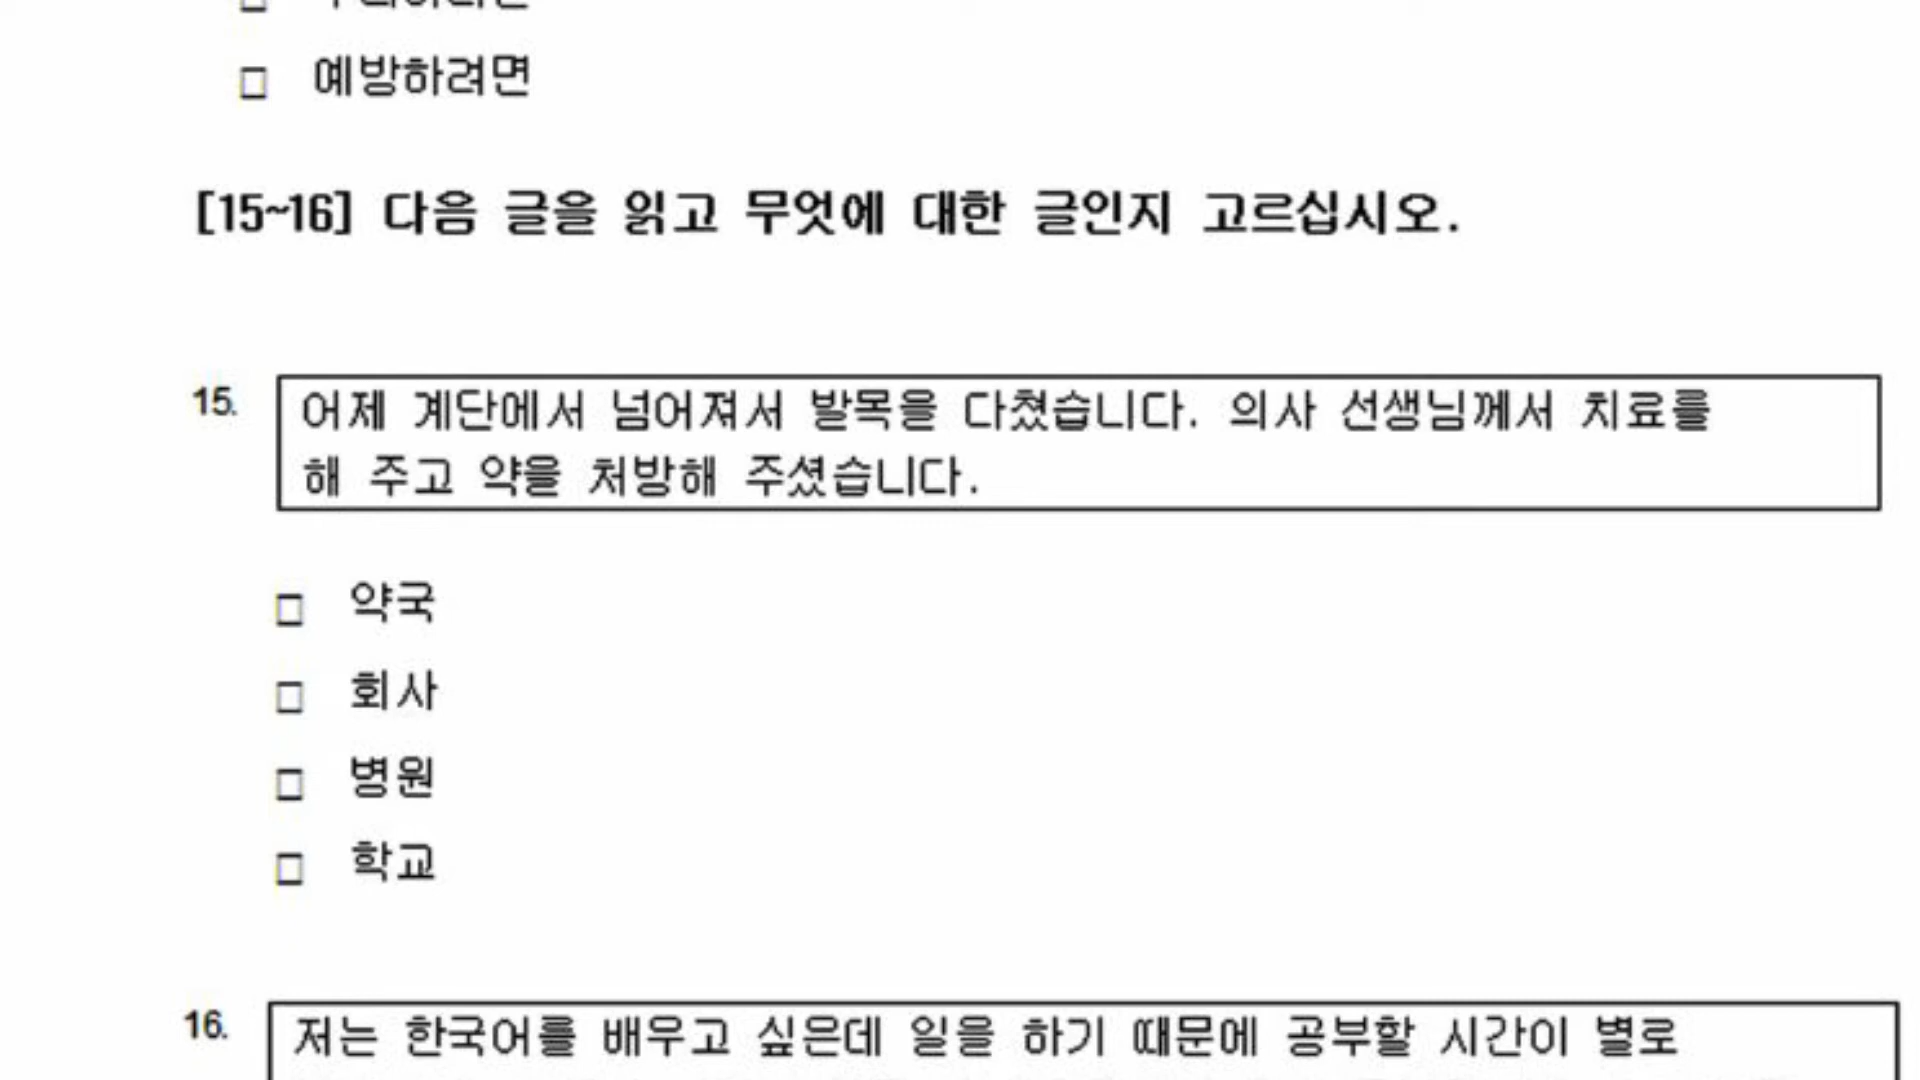 □ 예방하려면
[15~16] 다음 글을 읽고 무엇에 대한 글인지 고르십시오.
15. 어제 계단에서 넘어져서 발목을 다쳤습니다. 의사 선생님께서 치료를
해 주고 약을 처방해 주셨습니다.
□ 약국
□ 회사
□ 병원
□ 학교
16. 저는 한국어를 배우고 싶은데 일을 하기 때문에 공부할 시간이 별로